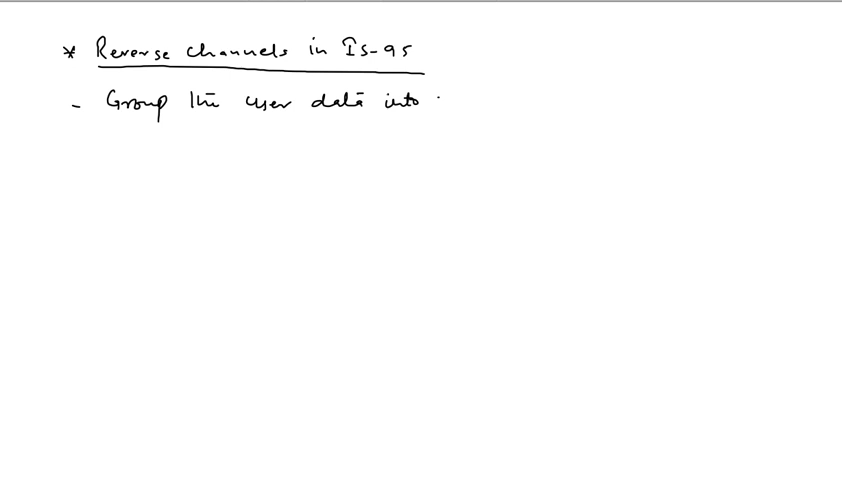 * Reverse channels in IS-95
- Group the user data into